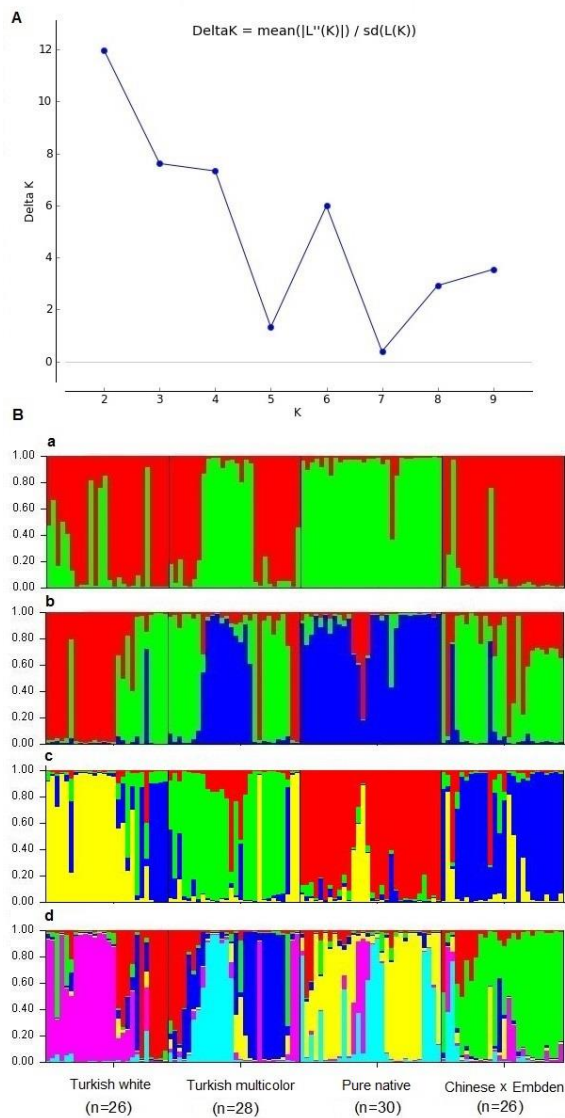 A
DeltaK = mean(|L''(K)|) / sd(L(K))
12
10
8
6
4
2
0
Delta K
2 3 4 5 6 7 8 9
K
B
a
1.00
0.80
0.60
0.40
0.20
0.00
b
1.00
0.80
0.60
0.40
0.20
0.00
c
1.00
0.80
0.60
0.40
0.20
0.00
d
1.00
0.80
0.60
0.40
0.20
0.00
Turkish white Turkish multicolor Pure native Chinese x Embden
(n=26) (n=28) (n=30) (n=26)